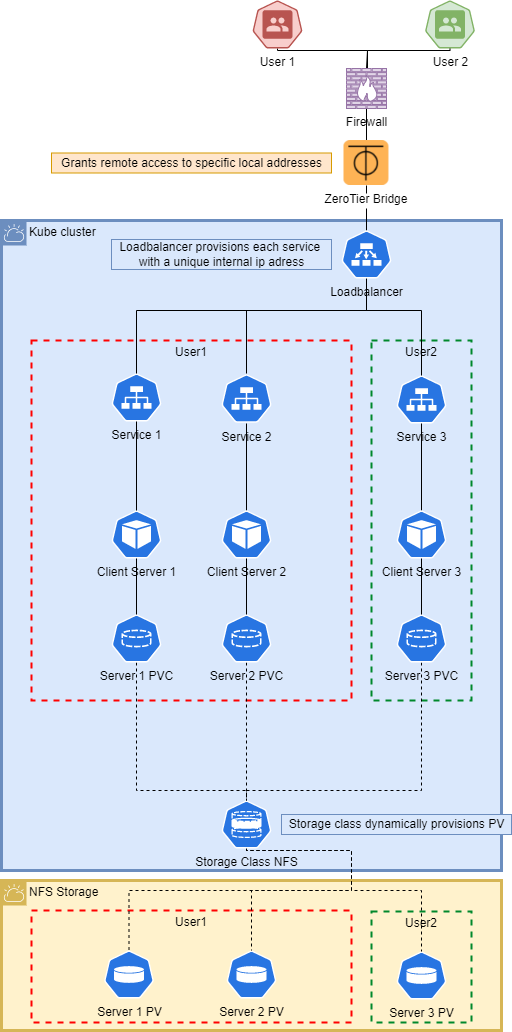 User 1
User 2
Firewall
Grants remote access to specific local addresses
ZeroTier Bridge
Kube cluster
Loadbalancer provisions each service
with a unique internal ip adress
Loadbalancer
User1
User2
Service 1
Service 2
Service 3
Client Server 1
Client Server 2
Client Server 3
Server 1 PVC
Server 2 PVC
Server 3 PVC
Storage class dynamically provisions PV
Storage Class NFS
NFS Storage
User1
User2
Server 1 PV
Server 2 PV
Server 3 PV